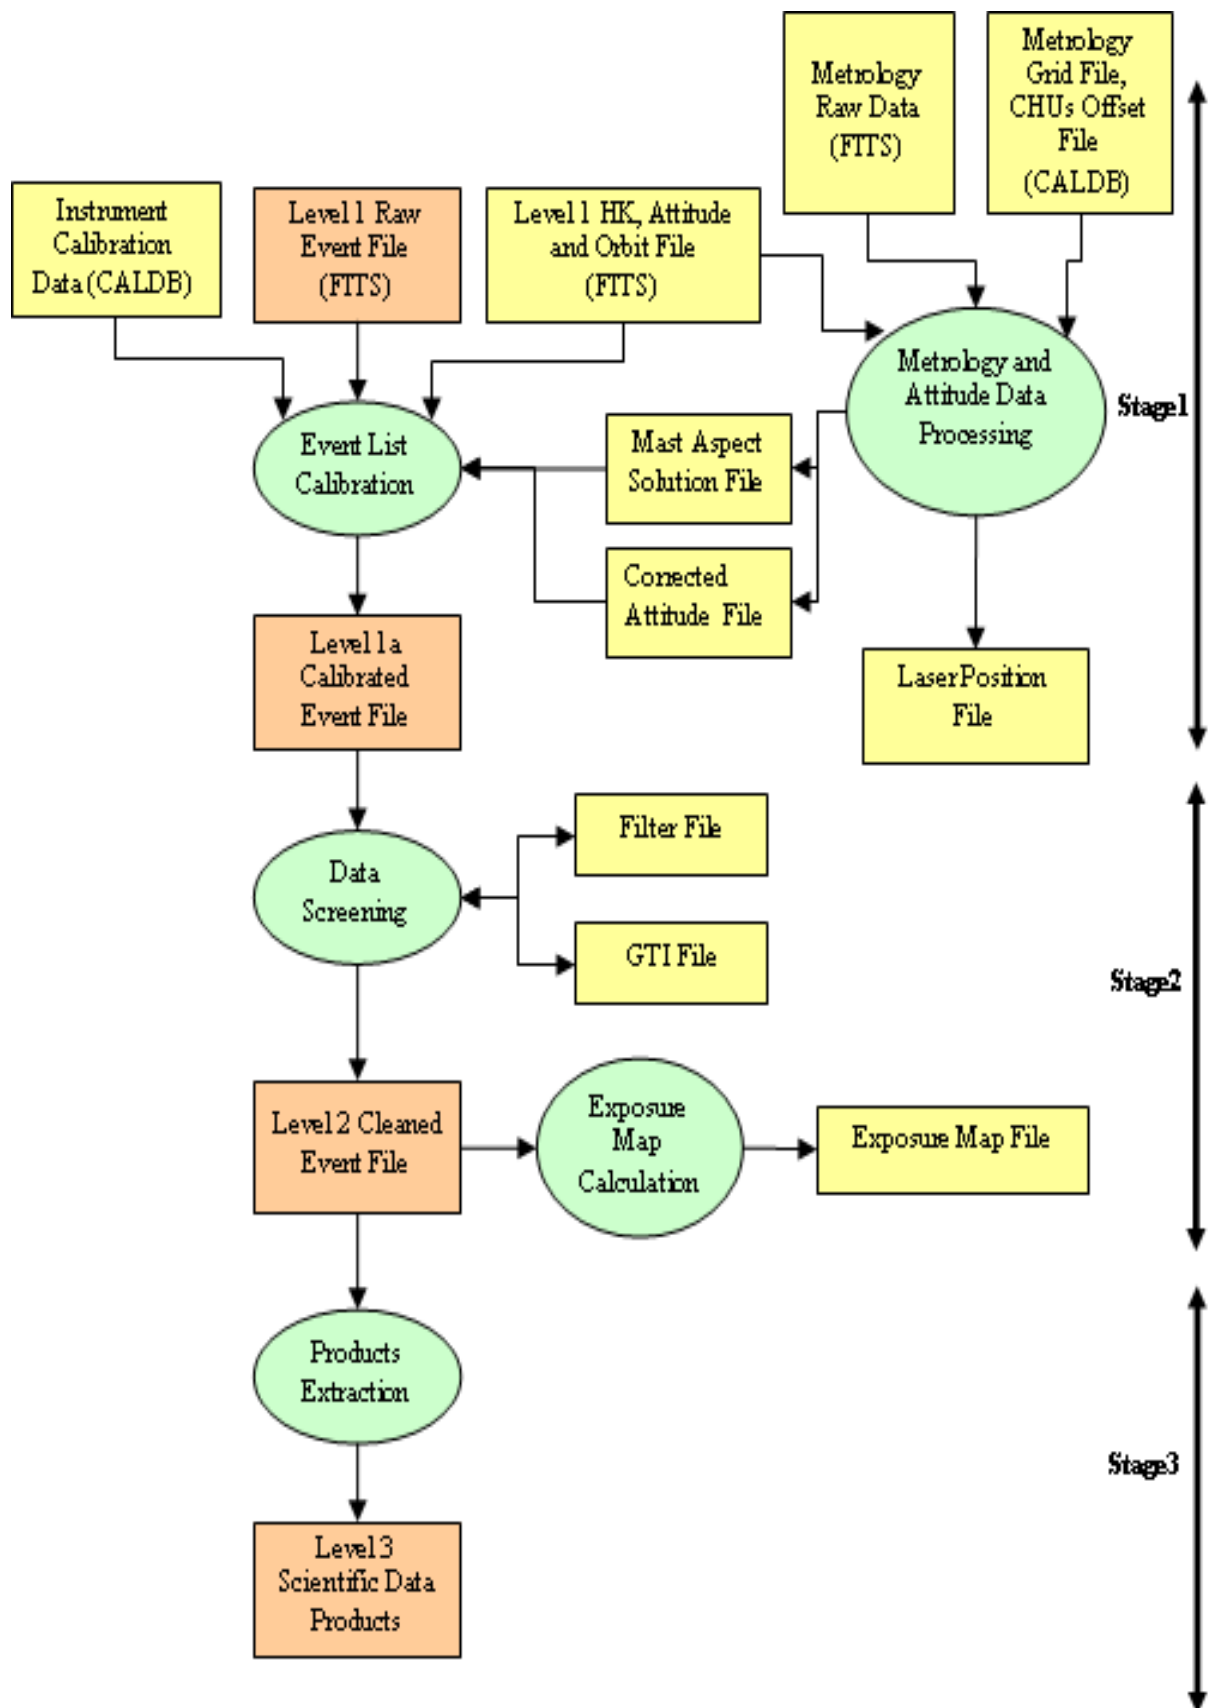 Metrology
Raw Data
(FITS)
Metrology
Grid File,
CHUs Offset
File
(CALDB)
Instrument
Calibration
Data (CALDB)
Level 1 Raw
Event File
(FITS)
Level 1 HK, Attitude
and Orbit File
(FITS)
Metrology and
Attitude Data
Processing
Stage1
Event List
Calibration
Mast Aspect
Solution File
Corrected
Attitude File
Level 1a
Calibrated
Event File
Laser Position
File
Filter File
Data
Screening
GTI File
Stage2
Level 2 Cleaned
Event File
Exposure
Map
Calculation
Exposure Map File
Products
Extraction
Stage3
Level 3
Scientific Data
Products